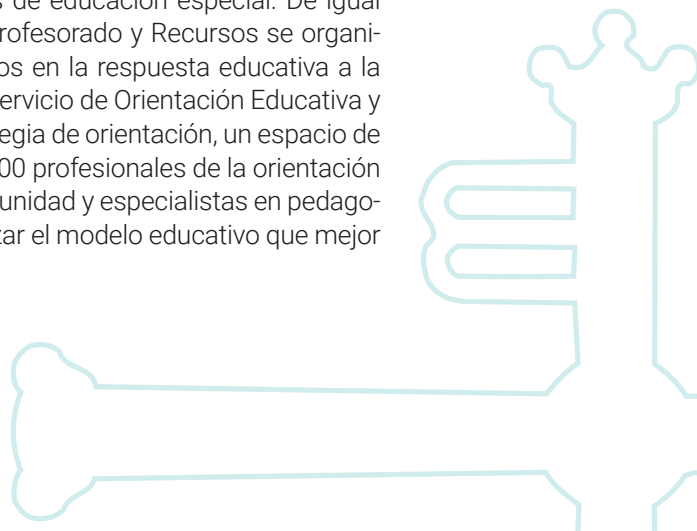 s de educación especial. De igual
rofesorado y Recursos se organi-
os en la respuesta educativa a la
ervicio de Orientación Educativa y
egia de orientación, un espacio de
00 profesionales de la orientación
unidad y especialistas en pedago-
zar el modelo educativo que mejor